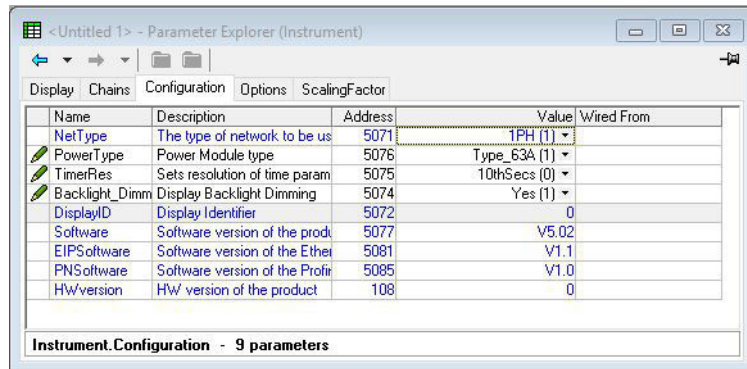 <Untitled 1> - Parameter Explorer (Instrument)
Display Chains Configuration Options ScalingFactor
Name Description Address Value Wired From
NetType The type of network to be us 5071 1PH (1)
PowerType Power Module type 5076 Type_63A (1)
TimerRes Sets resolution of time param 5075 10thSecs (0)
Backlight_Dimm Display Backlight Dimming 5074 Yes (1)
DisplayID Display Identifier 5072 0
Software Software version of the produ 5077 V5.02
EIPSoftware Software version of the Ether 5081 V1.1
PNSoftware Software version of the Profin 5085 V1.0
HWversion HW version of the product 108 0
Instrument.Configuration - 9 parameters